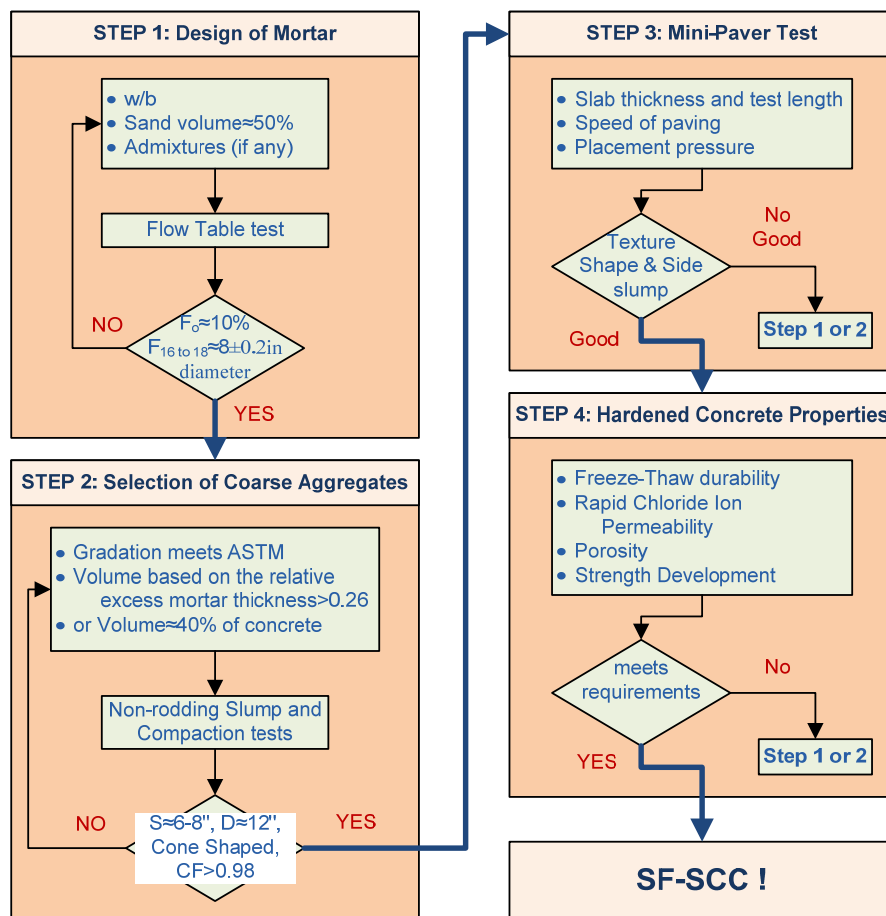 STEP 1: Design of Mortar
• w/b
• Sand volume≈50%
• Admixtures (if any)
Flow Table test
NO
F₀≈10%
F₁₆ ₜₒ ₁₈≈8±0.2in
diameter
YES
STEP 2: Selection of Coarse Aggregates
• Gradation meets ASTM
• Volume based on the relative
excess mortar thickness>0.26
• or Volume≈40% of concrete
Non-rodding Slump and
Compaction tests
NO
S≈6-8", D≈12",
Cone Shaped,
CF>0.98
YES
STEP 3: Mini-Paver Test
• Slab thickness and test length
• Speed of paving
• Placement pressure
Texture
Shape & Side
slump
No
Good
Step 1 or 2
Good
STEP 4: Hardened Concrete Properties
• Freeze-Thaw durability
• Rapid Chloride Ion
Permeability
• Porosity
• Strength Development
meets
requirements
No
Step 1 or 2
YES
SF-SCC !